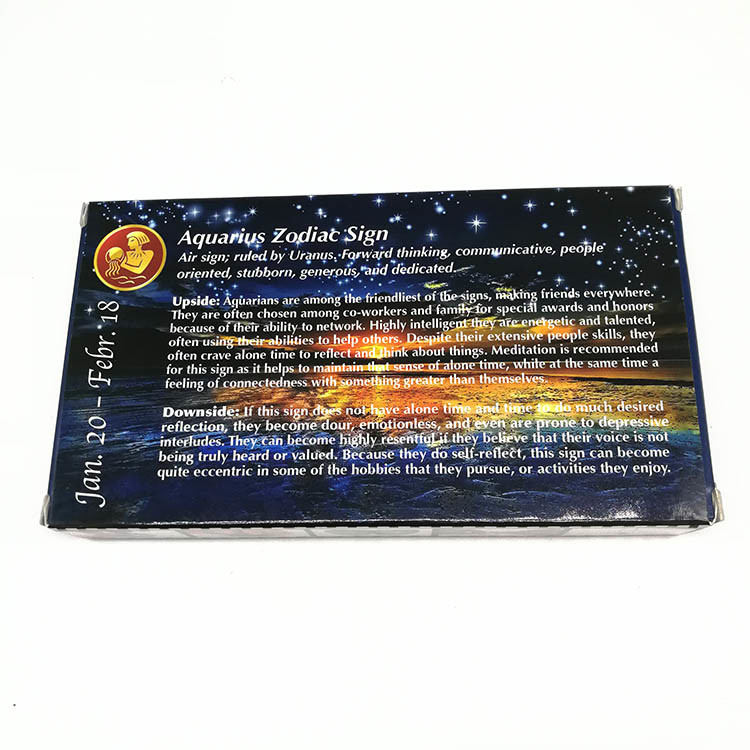 Aquarius Zodiac Sign
Air sign; ruled by Uranus. Forward thinking, communicative, people
oriented, stubborn, generous, and dedicated.
Upside: Aquarians are among the friendliest of the signs, making friends everywhere.
They are often chosen among co-workers and family for special awards and honors
because of their ability to network. Highly intelligent they are energetic and talented,
often using their abilities to help others. Despite their extensive people skills, they
often crave alone time to reflect and think about things. Meditation is recommended
for this sign as it helps to maintain that sense of alone time, while at the same time a
feeling of connectedness with something greater than themselves.
Downside: If this sign does not have alone time and time to do much desired
reflection, they become dour, emotionless, and even are prone to depressive
interludes. They can become highly resentful if they believe that their voice is not
being truly heard or valued. Because they do self-reflect, this sign can become
quite eccentric in some of the hobbies that they pursue, or activities they enjoy.
Jan. 20 – Febr. 18